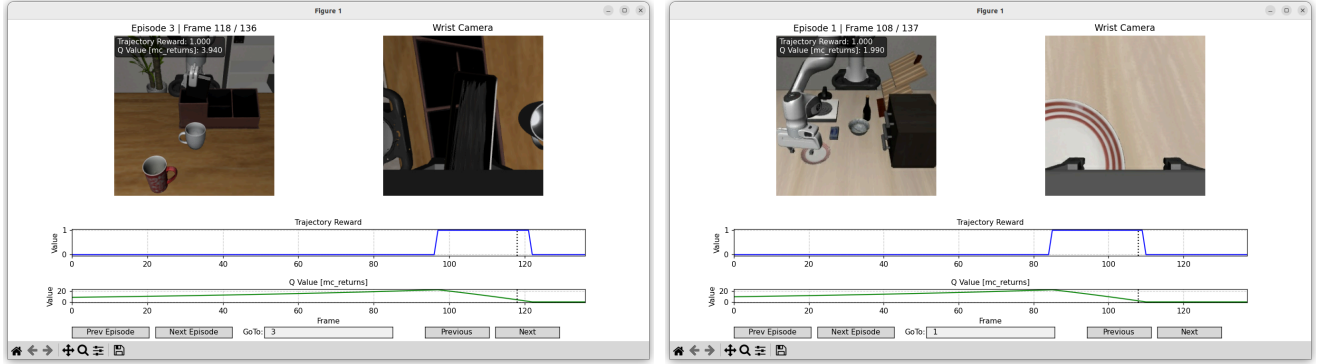 Figure 1
Episode 3 | Frame 118 / 136
Wrist Camera
Trajectory Reward: 1.000
Q Value [mc_returns]: 3.940
Trajectory Reward
Value
1
0
0 20 40 60 80 100 120
Q Value [mc_returns]
Value
20
0
0 20 40 60 80 100 120
Frame
Prev Episode Next Episode GoTo: 3 Previous Next
Figure 1
Episode 1 | Frame 108 / 137
Wrist Camera
Trajectory Reward: 1.000
Q Value [mc_returns]: 1.990
Trajectory Reward
Value
1
0
0 20 40 60 80 100 120
Q Value [mc_returns]
Value
20
0
0 20 40 60 80 100 120
Frame
Prev Episode Next Episode GoTo: 1 Previous Next